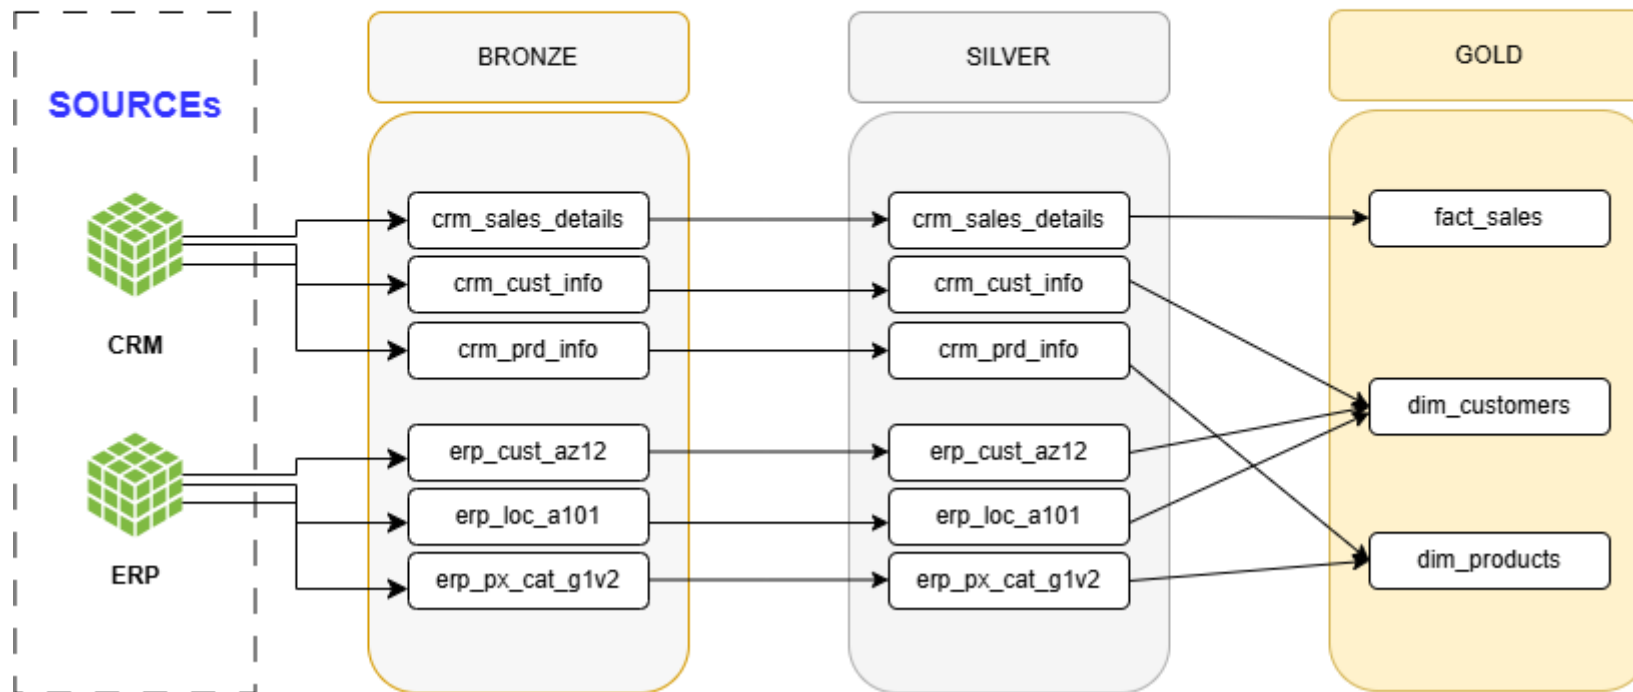 BRONZE
SILVER
GOLD
SOURCEs
crm_sales_details
crm_sales_details
fact_sales
crm_cust_info
crm_cust_info
CRM
crm_prd_info
crm_prd_info
dim_customers
erp_cust_az12
erp_cust_az12
erp_loc_a101
erp_loc_a101
dim_products
ERP
erp_px_cat_g1v2
erp_px_cat_g1v2